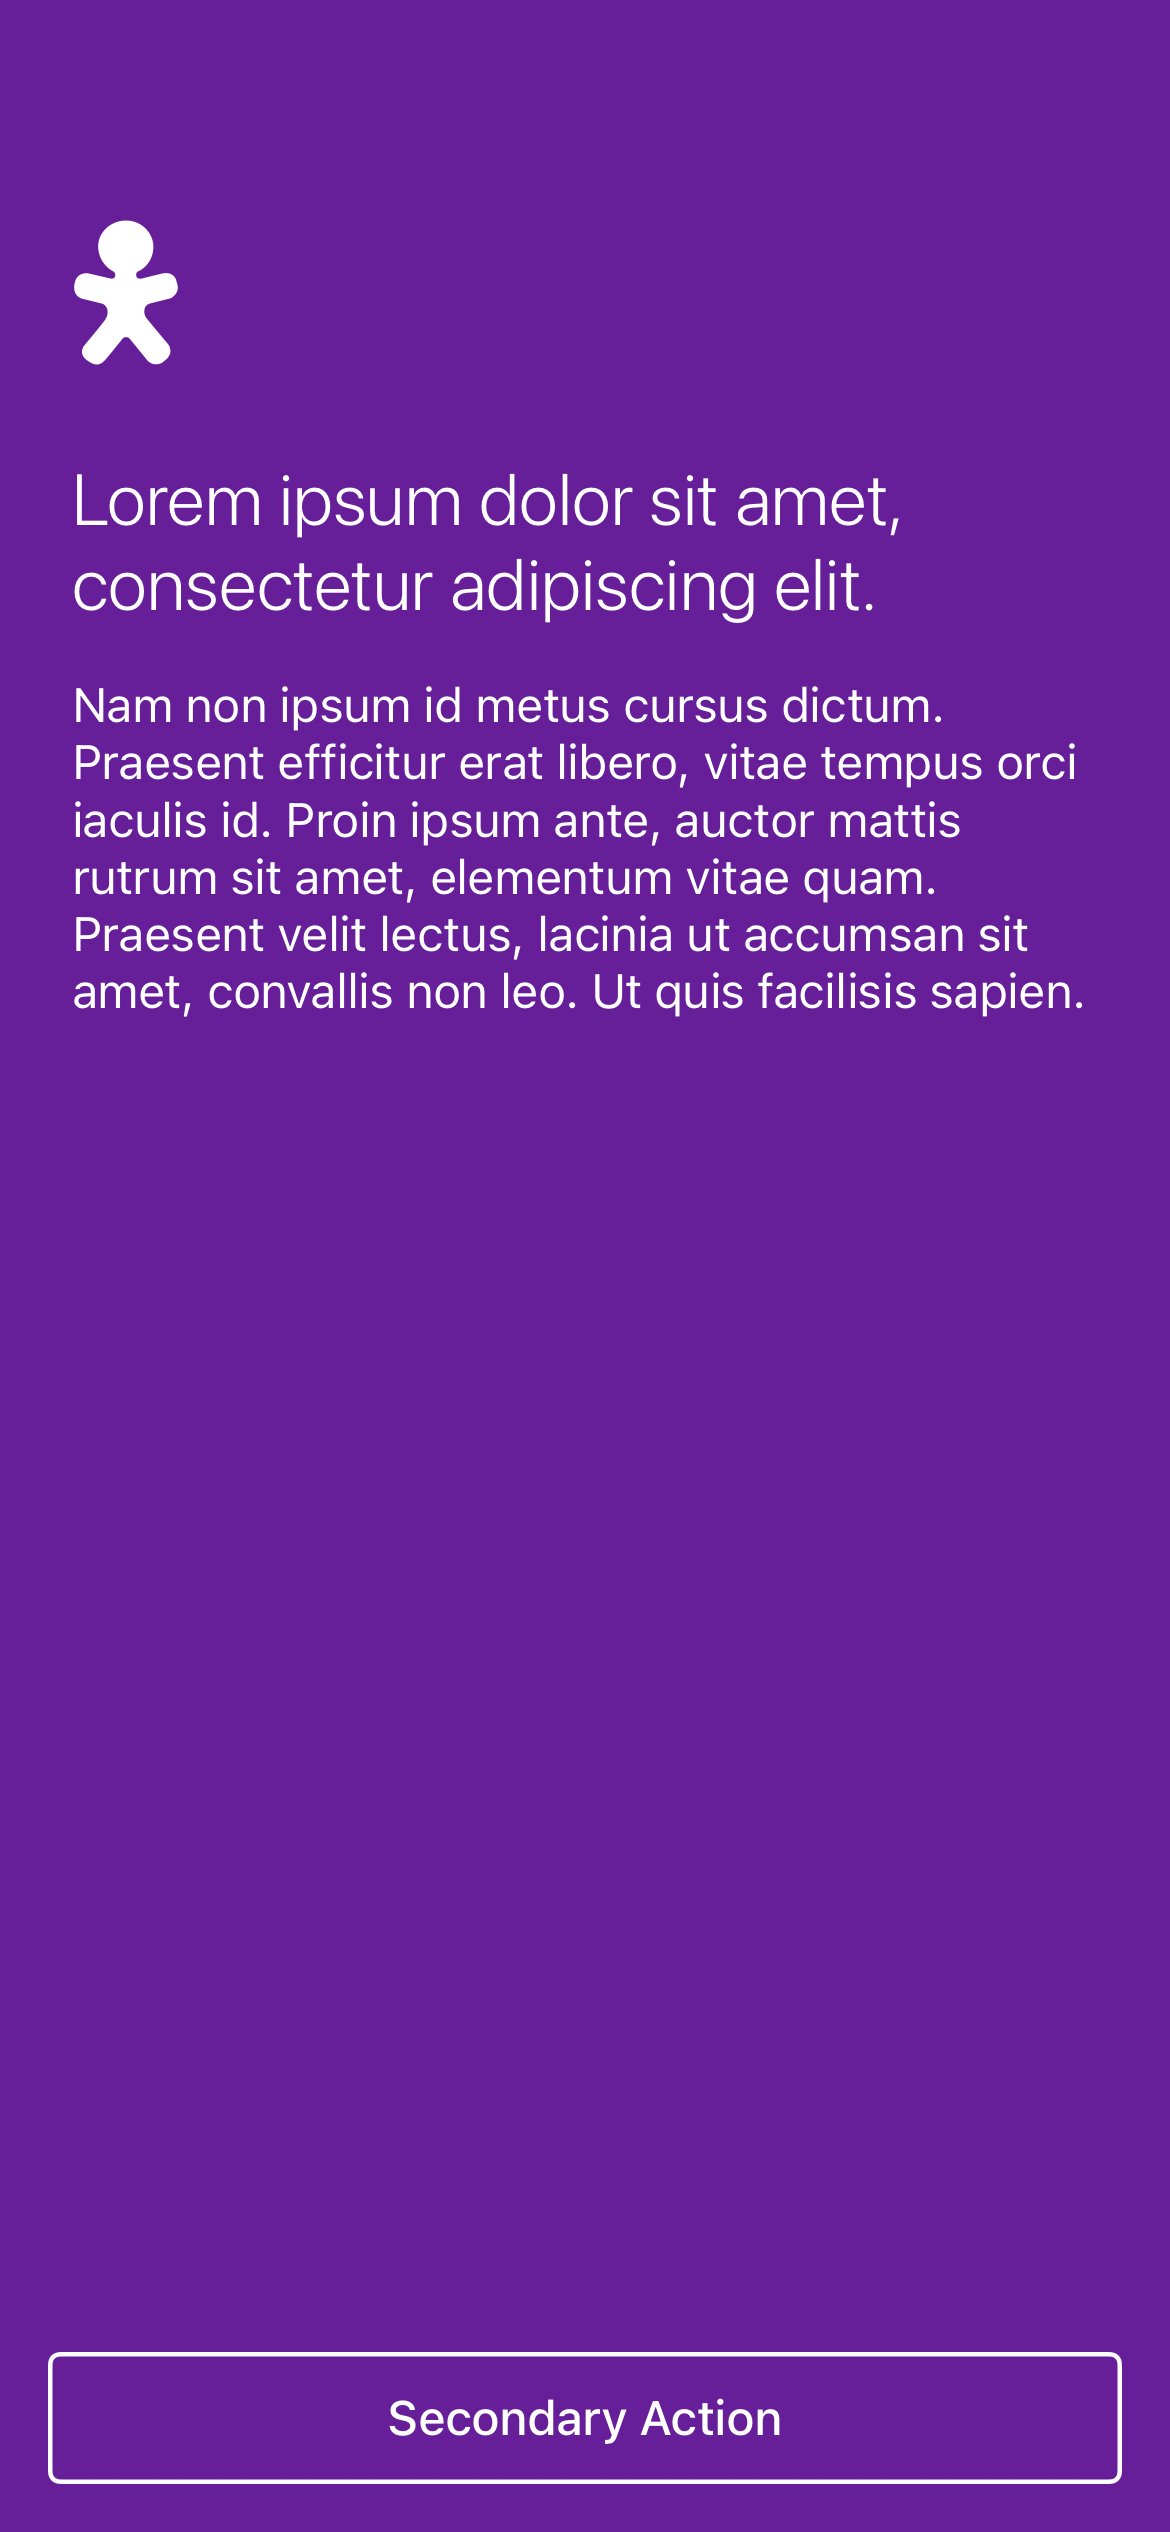 Lorem ipsum dolor sit amet,
consectetur adipiscing elit.
Nam non ipsum id metus cursus dictum.
Praesent efficitur erat libero, vitae tempus orci
iaculis id. Proin ipsum ante, auctor mattis
rutrum sit amet, elementum vitae quam.
Praesent velit lectus, lacinia ut accumsan sit
amet, convallis non leo. Ut quis facilisis sapien.
Secondary Action